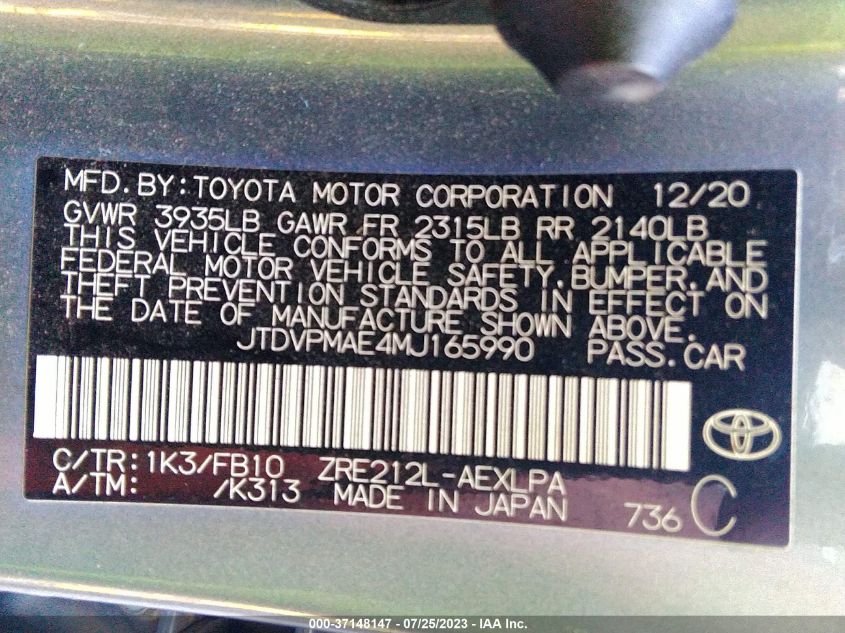 MFD.BY:TOYOTA MOTOR CORPORATION 12/20
GVWR 3935LB GAWR FR 2315LB RR 2140LB
THIS VEHICLE CONFORMS TO ALL APPLICABLE
FEDERAL MOTOR VEHICLE SAFETY,BUMPER,AND
THEFT PREVENTION STANDARDS IN EFFECT ON
THE DATE OF MANUFACTURE SHOWN ABOVE.
JTDVPMAE4MJ165990 PASS.CAR
C/TR:1K3/FB10 ZRE212L-AEXLPA
A/TM: /K313 MADE IN JAPAN 736 C
000-37148147 - 07/25/2023 - IAA Inc.